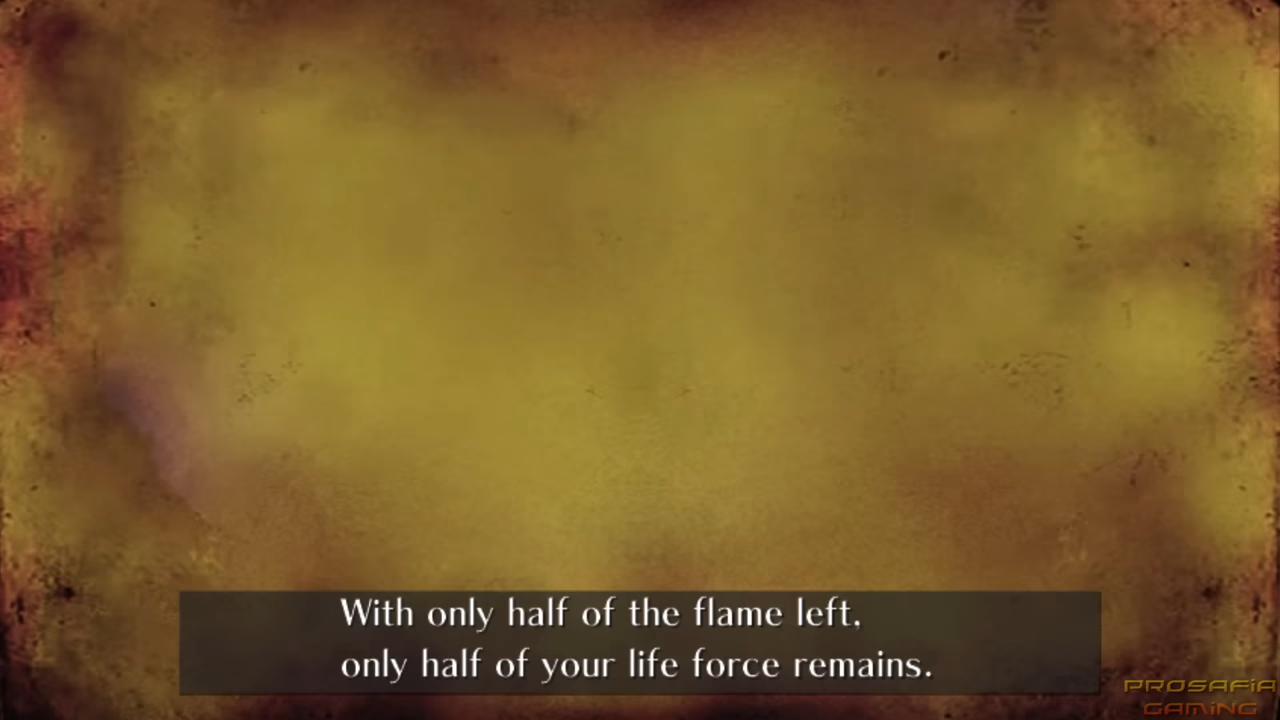 With only half of the flame left,
only half of your life force remains.
PROSAFIA
GAMING